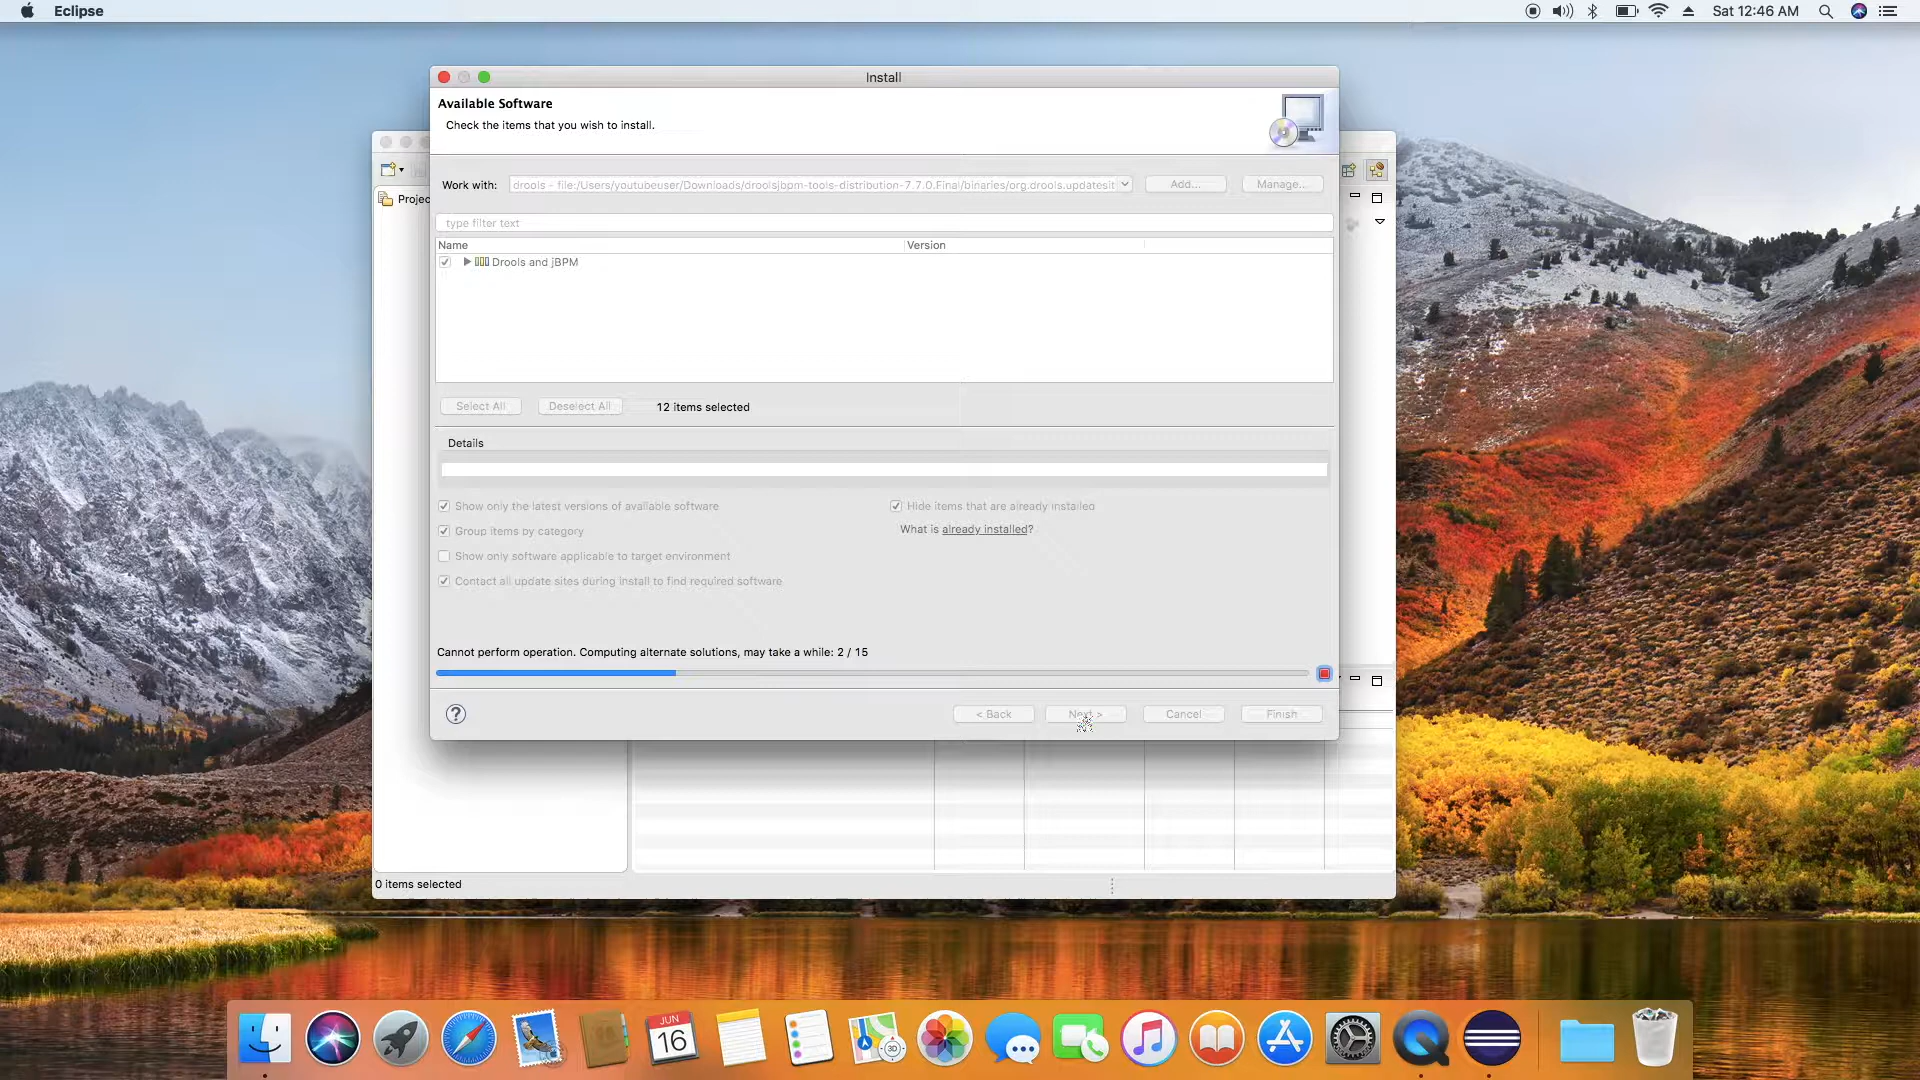 Eclipse
Sat 12:46 AM
Install
Available Software
Check the items that you wish to install.
Work with:
drools - file:/Users/youtubeuser/Downloads/droolsjbpm-tools-distribution-7.7.0.Final/binaries/org.drools.updatesit
Add...
Manage...
Projec
type filter text
Name
Version
Drools and jBPM
Select All
Deselect All
12 items selected
Details
Show only the latest versions of available software
Hide items that are already installed
Group items by category
What is already installed?
Show only software applicable to target environment
Contact all update sites during install to find required software
Cannot perform operation. Computing alternate solutions, may take a while: 2 / 15
?
< Back
Next >
Cancel
Finish
0 items selected
JUN
16
3D